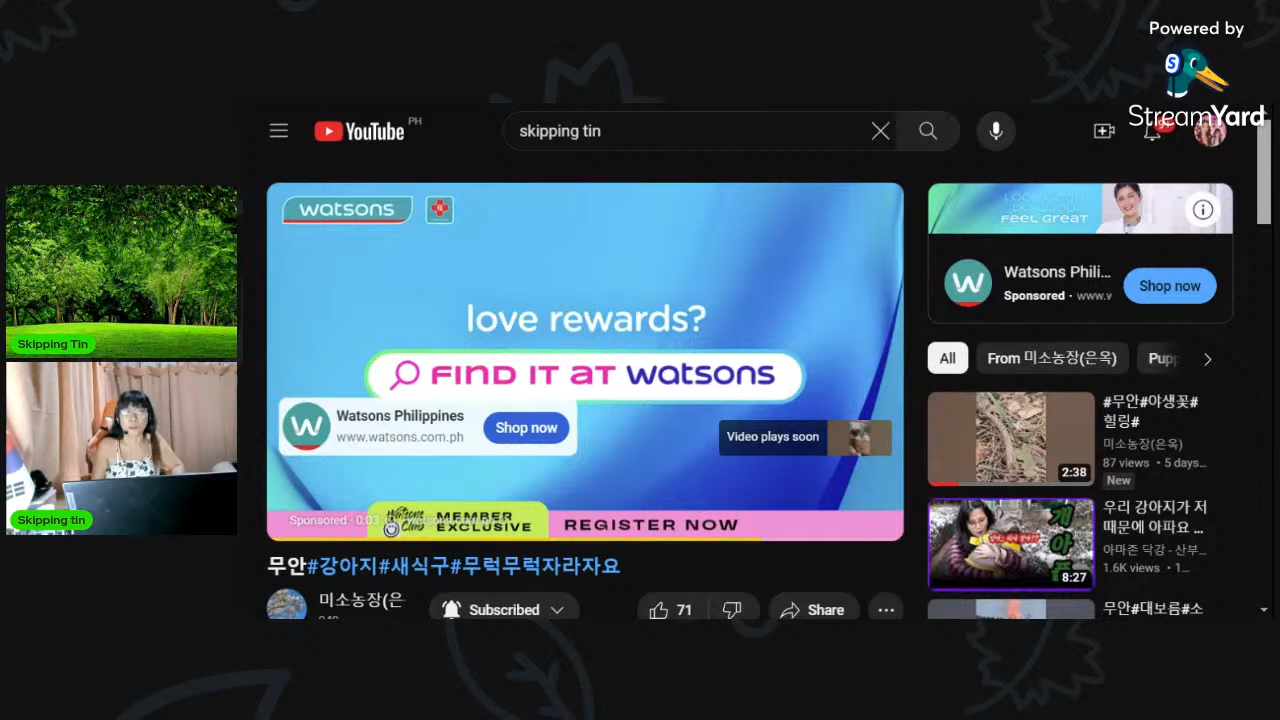 Powered by
StreamYard
YouTube PH
skipping tin
Skipping Tin
Skipping tin
watsons
love rewards?
FIND IT AT watsons
Watsons Philippines
www.watsons.com.ph
Shop now
Video plays soon
Sponsored · 0:03
Watsons Club
MEMBER
EXCLUSIVE
REGISTER NOW
무안#강아지#새식구#무럭무럭자라자요
미소농장(은
Subscribed
71
Share
FEEL GREAT
Watsons Phili...
Sponsored · www.v
Shop now
All
From 미소농장(은옥)
Pupp
#무안#야생꽃#
힐링#
미소농장(은옥)
87 views • 5 days...
New
2:38
우리 강아지가 저
때문에 아파요 ...
아마존 닥강 - 산부...
1.6K views • 1...
8:27
무안#대보름#소